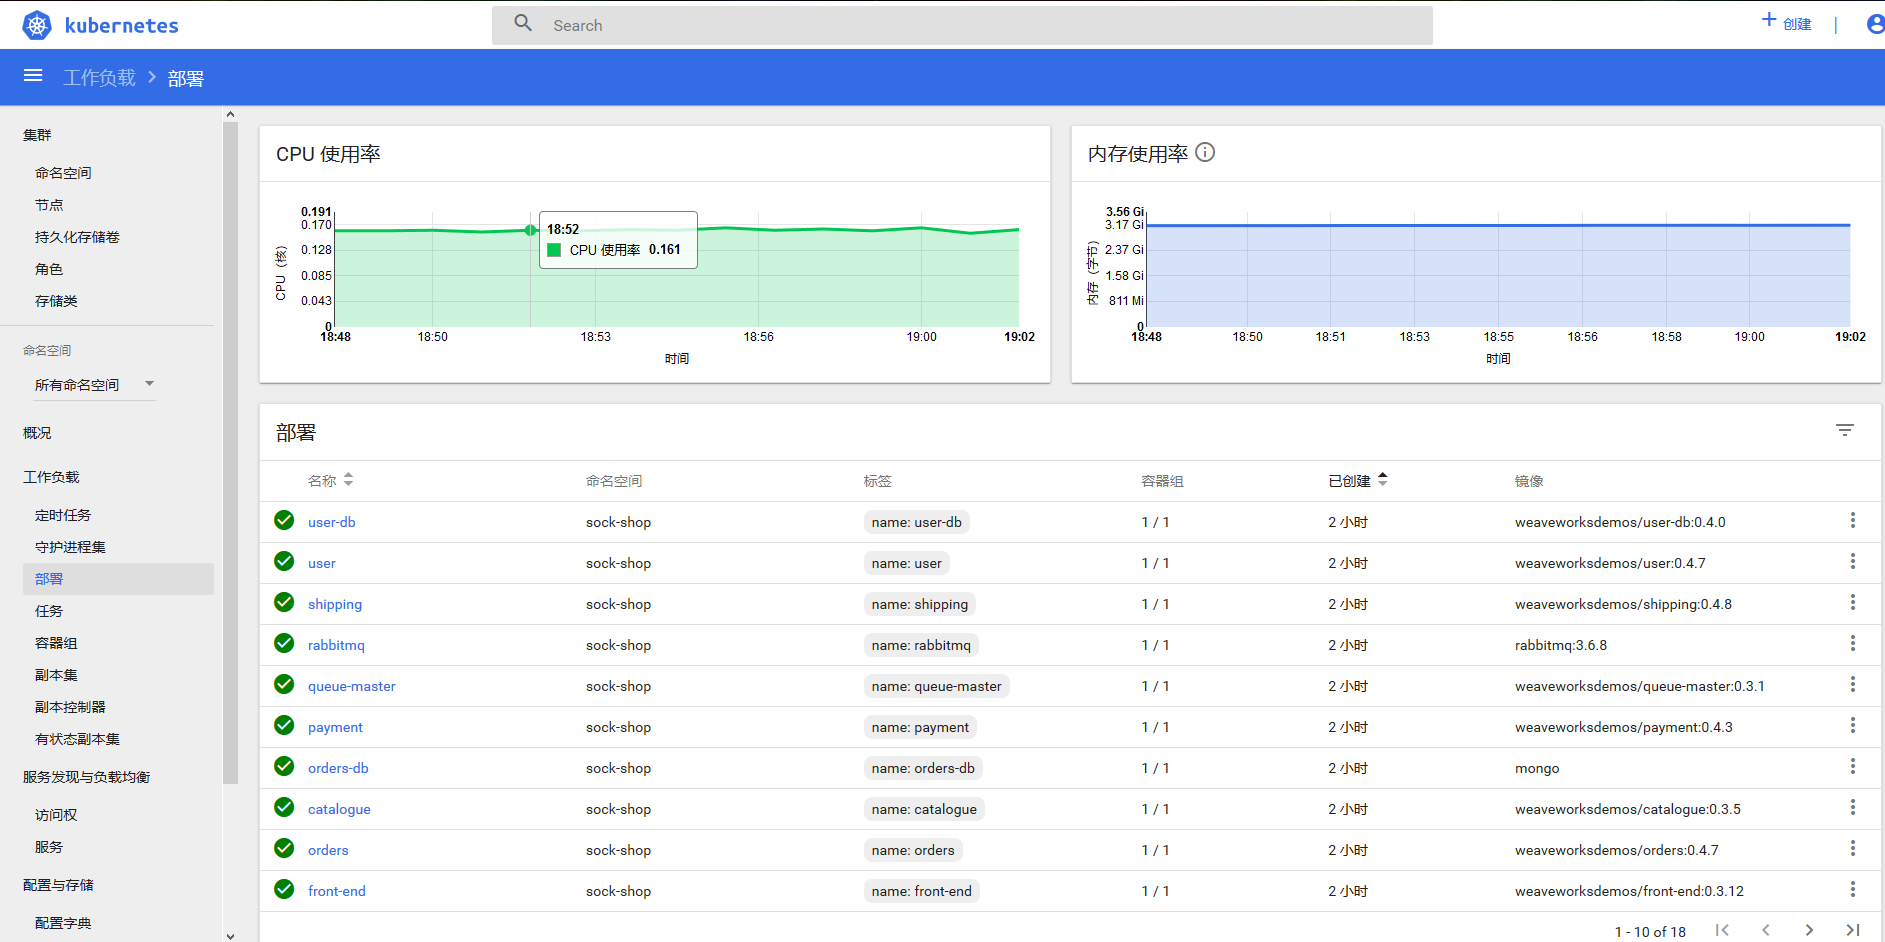 kubernetes
Search
+ 创建 |
工作负载 > 部署
集群
命名空间
节点
持久化存储卷
角色
存储类
命名空间
所有命名空间
概况
工作负载
定时任务
守护进程集
部署
任务
容器组
副本集
副本控制器
有状态副本集
服务发现与负载均衡
访问权
服务
配置与存储
配置字典
CPU 使用率
CPU (核)
0.191
0.170
0.128
0.085
0.043
0
18:52
CPU 使用率 0.161
18:48 18:50 18:53 18:56 19:00 19:02
时间
内存使用率
内存 (字节)
3.56 Gi
3.17 Gi
2.37 Gi
1.58 Gi
811 Mi
0
18:48 18:50 18:51 18:53 18:55 18:56 18:58 19:00 19:02
时间
部署
名称 命名空间 标签 容器组 已创建 镜像
user-db sock-shop name: user-db 1 / 1 2 小时 weaveworksdemos/user-db:0.4.0
user sock-shop name: user 1 / 1 2 小时 weaveworksdemos/user:0.4.7
shipping sock-shop name: shipping 1 / 1 2 小时 weaveworksdemos/shipping:0.4.8
rabbitmq sock-shop name: rabbitmq 1 / 1 2 小时 rabbitmq:3.6.8
queue-master sock-shop name: queue-master 1 / 1 2 小时 weaveworksdemos/queue-master:0.3.1
payment sock-shop name: payment 1 / 1 2 小时 weaveworksdemos/payment:0.4.3
orders-db sock-shop name: orders-db 1 / 1 2 小时 mongo
catalogue sock-shop name: catalogue 1 / 1 2 小时 weaveworksdemos/catalogue:0.3.5
orders sock-shop name: orders 1 / 1 2 小时 weaveworksdemos/orders:0.4.7
front-end sock-shop name: front-end 1 / 1 2 小时 weaveworksdemos/front-end:0.3.12
1 - 10 of 18